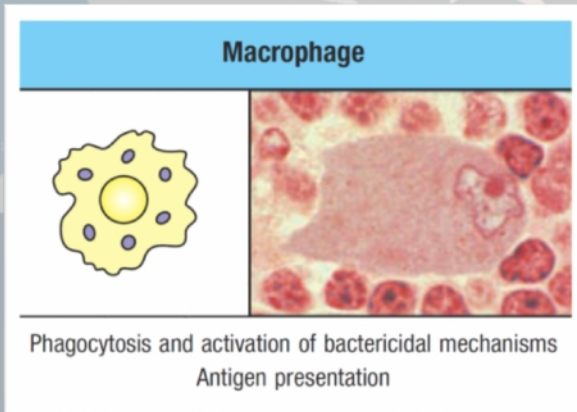 Macrophage
Phagocytosis and activation of bactericidal mechanisms
Antigen presentation